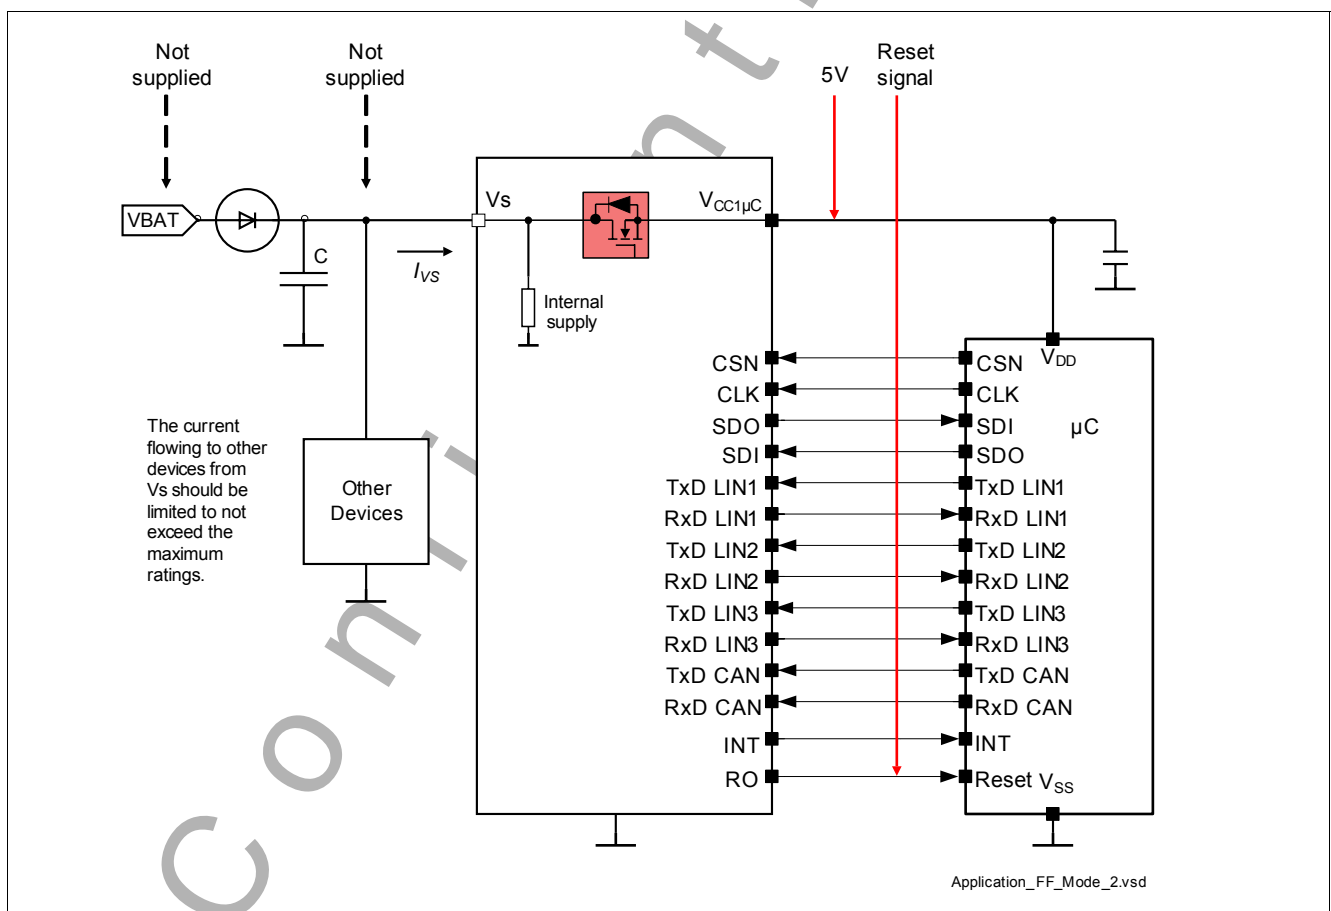 Not
supplied
Not
supplied
5V
Reset
signal
VBAT
C
I_VS
Vs
V_CC1µC
Internal
supply
The current
flowing to other
devices from
Vs should be
limited to not
exceed the
maximum
ratings.
Other
Devices
CSN
CLK
SDO
SDI
TxD LIN1
RxD LIN1
TxD LIN2
RxD LIN2
TxD LIN3
RxD LIN3
TxD CAN
RxD CAN
INT
RO
V_DD
µC
CSN
CLK
SDI
SDO
TxD LIN1
RxD LIN1
TxD LIN2
RxD LIN2
TxD LIN3
RxD LIN3
TxD CAN
RxD CAN
INT
Reset V_SS
Application_FF_Mode_2.vsd